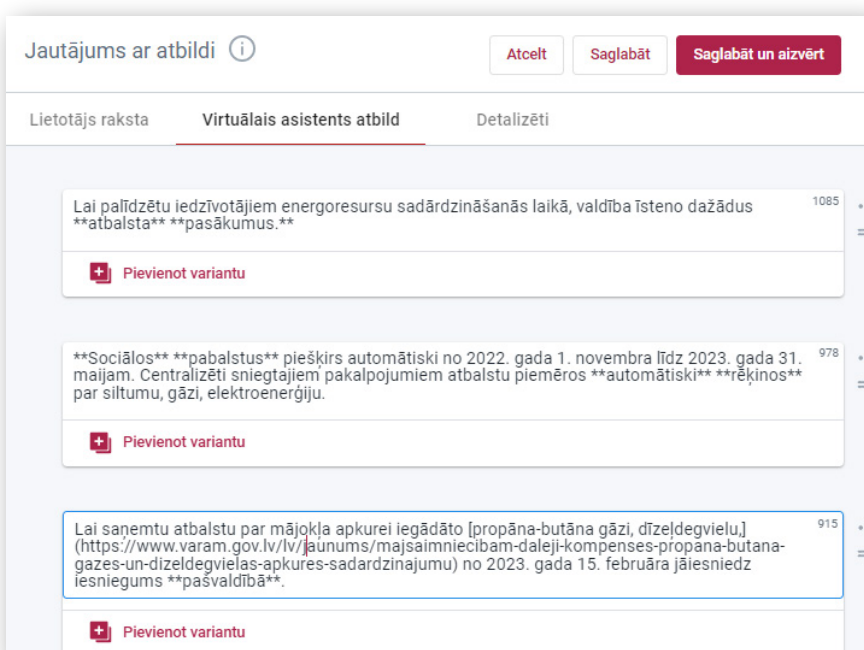 Jautājums ar atbildi
Atcelt
Saglabāt
Saglabāt un aizvērt
Lietotājs raksta
Virtuālais asistents atbild
Detalizēti
Lai palīdzētu iedzīvotājiem energoresursu sadārdzināšanās laikā, valdība īsteno dažādus
**atbalsta** **pasākumus.**
1085
Pievienot variantu
**Sociālos** **pabalstus** piešķirs automātiski no 2022. gada 1. novembra līdz 2023. gada 31.
maijam. Centralizēti sniegtajiem pakalpojumiem atbalstu piemēros **automātiski** **rēķinos**
par siltumu, gāzi, elektroenerģiju.
978
Pievienot variantu
Lai saņemtu atbalstu par mājokļa apkurei iegādāto [propāna-butāna gāzi, dīzeļdegvielu,]
(https://www.varam.gov.lv/lv/jaunums/majsaimniecibam-daleji-kompenses-propana-butana-
gazes-un-dizeldegvielas-apkures-sadardzinajumu) no 2023. gada 15. februāra jāiesniedz
iesniegums **pašvaldībā**.
915
Pievienot variantu